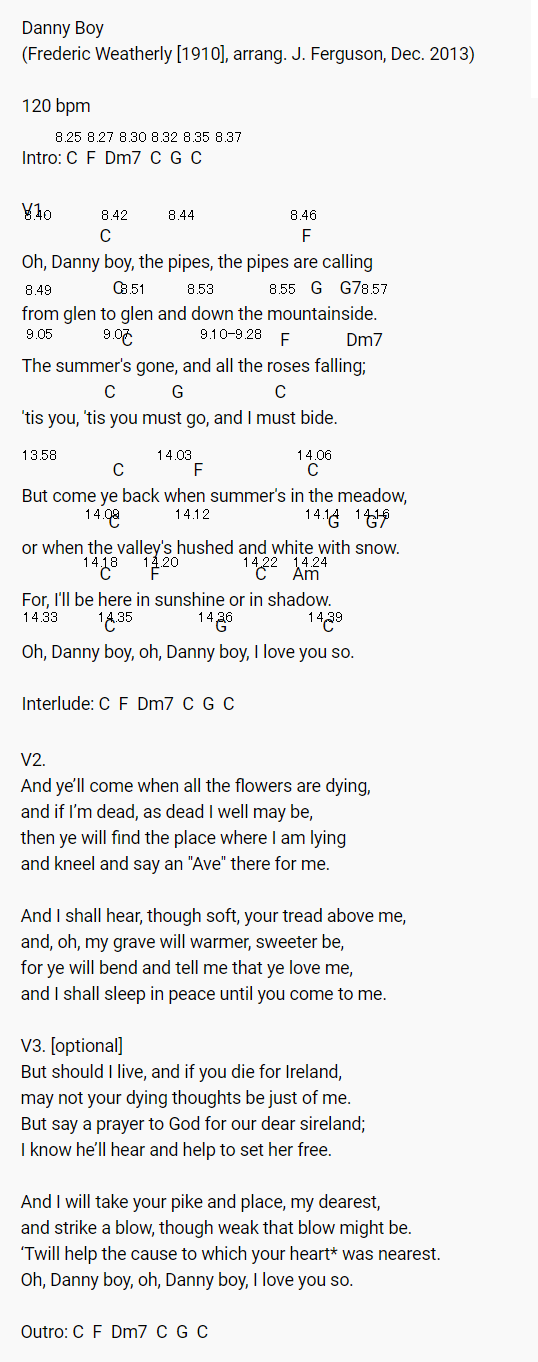 Danny Boy
(Frederic Weatherly [1910], arrang. J. Ferguson, Dec. 2013)
120 bpm
8.25 8.27 8.30 8.32 8.35 8.37
Intro: C F Dm7 C G C
V1.
8.40 8.42 8.44 8.46
C F
Oh, Danny boy, the pipes, the pipes are calling
8.49 C 8.51 8.53 8.55 G G7 8.57
from glen to glen and down the mountainside.
9.05 9.07 C 9.10-9.28 F Dm7
The summer's gone, and all the roses falling;
C G C
'tis you, 'tis you must go, and I must bide.
13.58 14.03 14.06
C F C
But come ye back when summer's in the meadow,
14.09 14.12 14.14 14.16
C G G7
or when the valley's hushed and white with snow.
14.18 14.20 14.22 14.24
C F C Am
For, I'll be here in sunshine or in shadow.
14.33 14.35 14.36 14.39
C G C
Oh, Danny boy, oh, Danny boy, I love you so.
Interlude: C F Dm7 C G C
V2.
And ye’ll come when all the flowers are dying,
and if I’m dead, as dead I well may be,
then ye will find the place where I am lying
and kneel and say an "Ave" there for me.
And I shall hear, though soft, your tread above me,
and, oh, my grave will warmer, sweeter be,
for ye will bend and tell me that ye love me,
and I shall sleep in peace until you come to me.
V3. [optional]
But should I live, and if you die for Ireland,
may not your dying thoughts be just of me.
But say a prayer to God for our dear sireland;
I know he’ll hear and help to set her free.
And I will take your pike and place, my dearest,
and strike a blow, though weak that blow might be.
‘Twill help the cause to which your heart* was nearest.
Oh, Danny boy, oh, Danny boy, I love you so.
Outro: C F Dm7 C G C